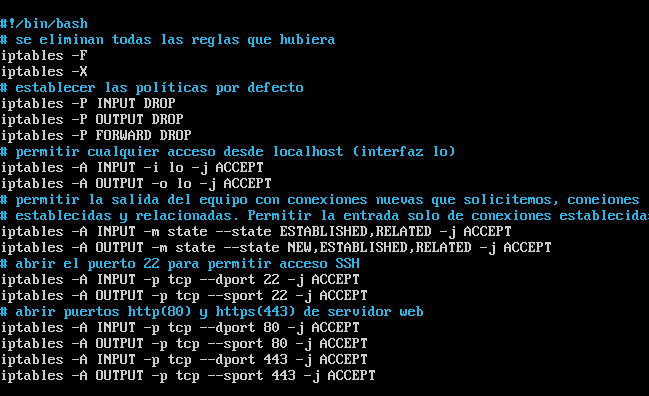 #!/bin/bash
# se eliminan todas las reglas que hubiera
iptables -F
iptables -X
# establecer las políticas por defecto
iptables -P INPUT DROP
iptables -P OUTPUT DROP
iptables -P FORWARD DROP
# permitir cualquier acceso desde localhost (interfaz lo)
iptables -A INPUT -i lo -j ACCEPT
iptables -A OUTPUT -o lo -j ACCEPT
# permitir la salida del equipo con conexiones nuevas que solicitemos, coneiones
# establecidas y relacionadas. Permitir la entrada solo de conexiones establecida
iptables -A INPUT -m state --state ESTABLISHED,RELATED -j ACCEPT
iptables -A OUTPUT -m state --state NEW,ESTABLISHED,RELATED -j ACCEPT
# abrir el puerto 22 para permitir acceso SSH
iptables -A INPUT -p tcp --dport 22 -j ACCEPT
iptables -A OUTPUT -p tcp --sport 22 -j ACCEPT
# abrir puertos http(80) y https(443) de servidor web
iptables -A INPUT -p tcp --dport 80 -j ACCEPT
iptables -A OUTPUT -p tcp --sport 80 -j ACCEPT
iptables -A INPUT -p tcp --dport 443 -j ACCEPT
iptables -A OUTPUT -p tcp --sport 443 -j ACCEPT